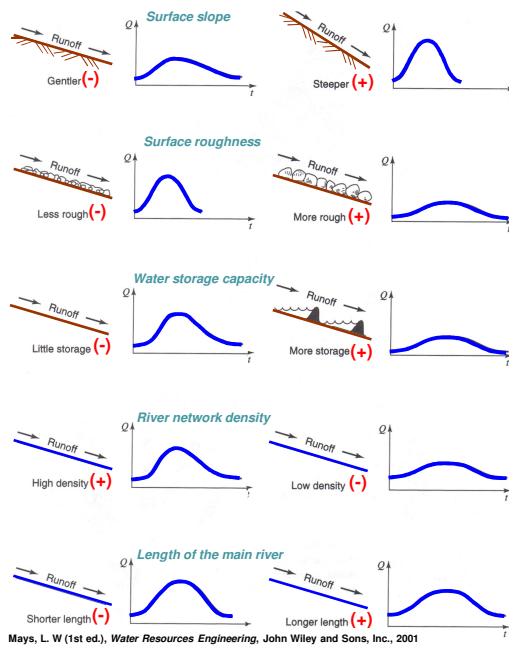 Surface slope
Runoff
Gentler (-)
Q
t
Runoff
Steeper (+)
Q
t
Surface roughness
Runoff
Less rough (-)
Q
t
Runoff
More rough (+)
Q
t
Water storage capacity
Runoff
Little storage (-)
Q
t
Runoff
More storage (+)
Q
t
River network density
Runoff
High density (+)
Q
Runoff
Low density (-)
Q
t
Length of the main river
Runoff
Shorter length (-)
Q
t
Runoff
Longer length (+)
Q
t
Mays, L. W (1st ed.), Water Resources Engineering, John Wiley and Sons, Inc., 2001